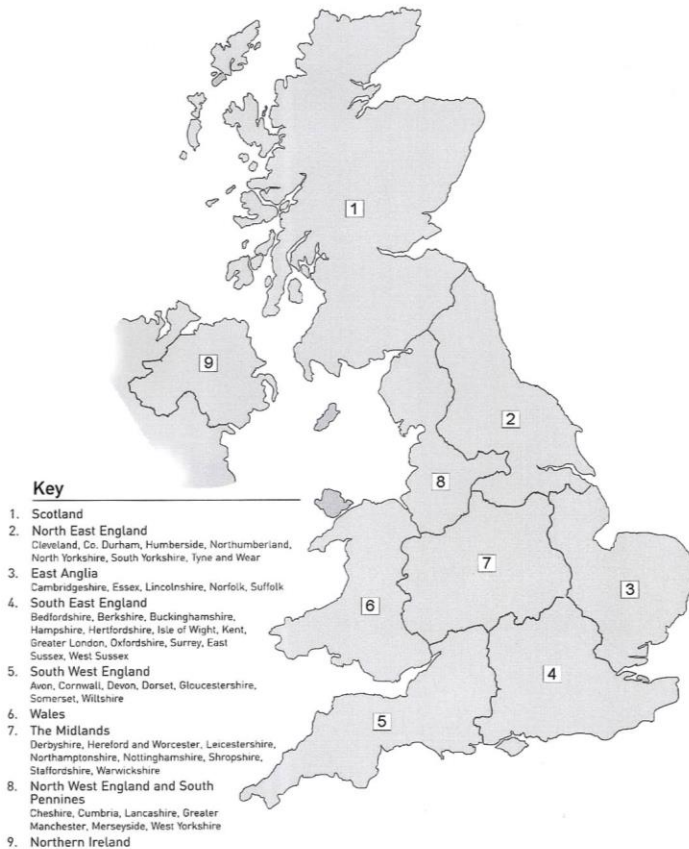 1
9
2
8
7
3
6
4
5
Key
1. Scotland
2. North East England
Cleveland, Co. Durham, Humberside, Northumberland,
North Yorkshire, South Yorkshire, Tyne and Wear
3. East Anglia
Cambridgeshire, Essex, Lincolnshire, Norfolk, Suffolk
4. South East England
Bedfordshire, Berkshire, Buckinghamshire,
Hampshire, Hertfordshire, Isle of Wight, Kent,
Greater London, Oxfordshire, Surrey, East
Sussex, West Sussex
5. South West England
Avon, Cornwall, Devon, Dorset, Gloucestershire,
Somerset, Wiltshire
6. Wales
7. The Midlands
Derbyshire, Hereford and Worcester, Leicestershire,
Northamptonshire, Nottinghamshire, Shropshire,
Staffordshire, Warwickshire
8. North West England and South
Pennines
Cheshire, Cumbria, Lancashire, Greater
Manchester, Merseyside, West Yorkshire
9. Northern Ireland